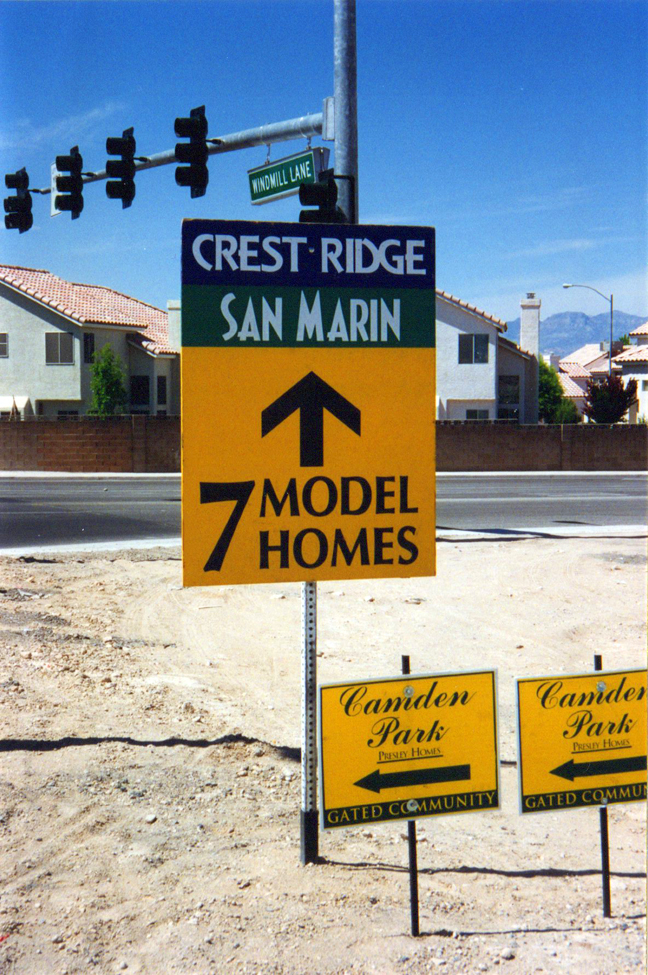 WINDMILL LANE
CREST-RIDGE
SAN MARIN
7 MODEL
HOMES
Camden
Park
PRESLEY HOMES
GATED COMMUNITY
Camden
Park
PRESLEY HOMES
GATED COMMUN